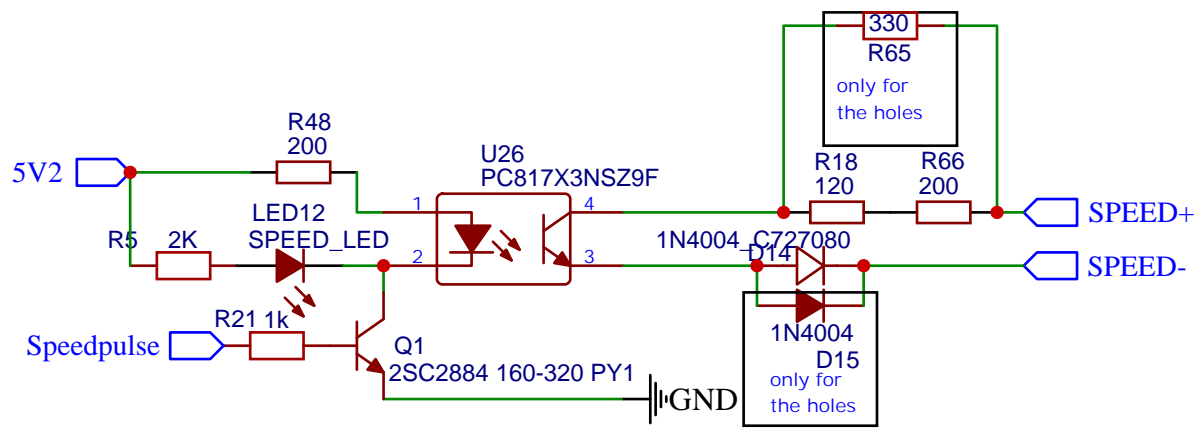 330
R65
only for
the holes
R48
200
U26
PC817X3NSZ9F
R18
120
R66
200
5V2
1
4
SPEED+
LED12
SPEED_LED
R5
2K
2
3
1N4004_C727080
D14
SPEED-
R21
1k
Speedpulse
Q1
2SC2884 160-320 PY1
1N4004
D15
only for
the holes
GND